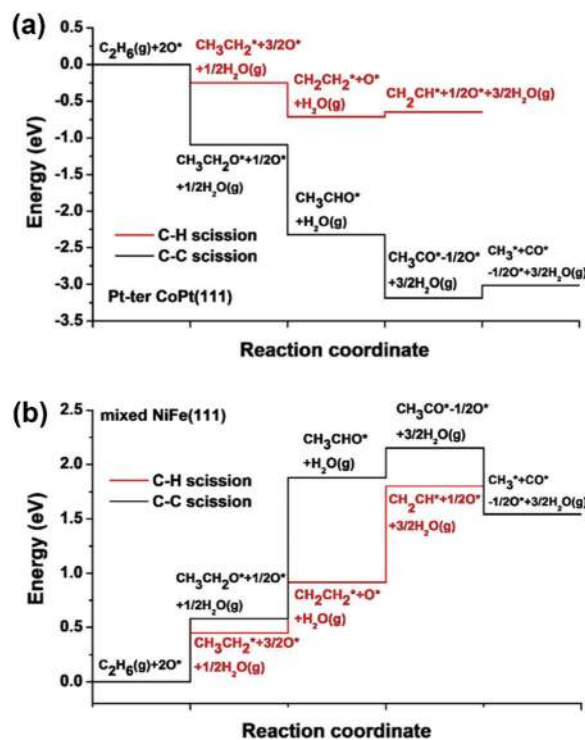 (a)
0.5
0.0
-0.5
-1.0
-1.5
-2.0
-2.5
-3.0
-3.5
Energy (eV)
C₂H₆(g)+2O*
CH₃CH₂*+3/2O*
+1/2H₂O(g)
CH₂CH₂*+O*
+H₂O(g)
CH₂CH*+1/2O*+3/2H₂O(g)
CH₃CH₂O*+1/2O*
+1/2H₂O(g)
CH₃CHO*
+H₂O(g)
CH₃CO*-1/2O*
+3/2H₂O(g)
CH₃*+CO*
-1/2O*+3/2H₂O(g)
C-H scission
C-C scission
Pt-ter CoPt(111)
Reaction coordinate
(b)
2.5
2.0
1.5
1.0
0.5
0.0
Energy (eV)
mixed NiFe(111)
C-H scission
C-C scission
CH₃CO*-1/2O*
+3/2H₂O(g)
CH₃CHO*
+H₂O(g)
CH₃*+CO*
-1/2O*+3/2H₂O(g)
CH₂CH*+1/2O*
+3/2H₂O(g)
CH₃CH₂O*+1/2O*
+1/2H₂O(g)
CH₂CH₂*+O*
+H₂O(g)
C₂H₆(g)+2O*
CH₃CH₂*+3/2O*
+1/2H₂O(g)
Reaction coordinate